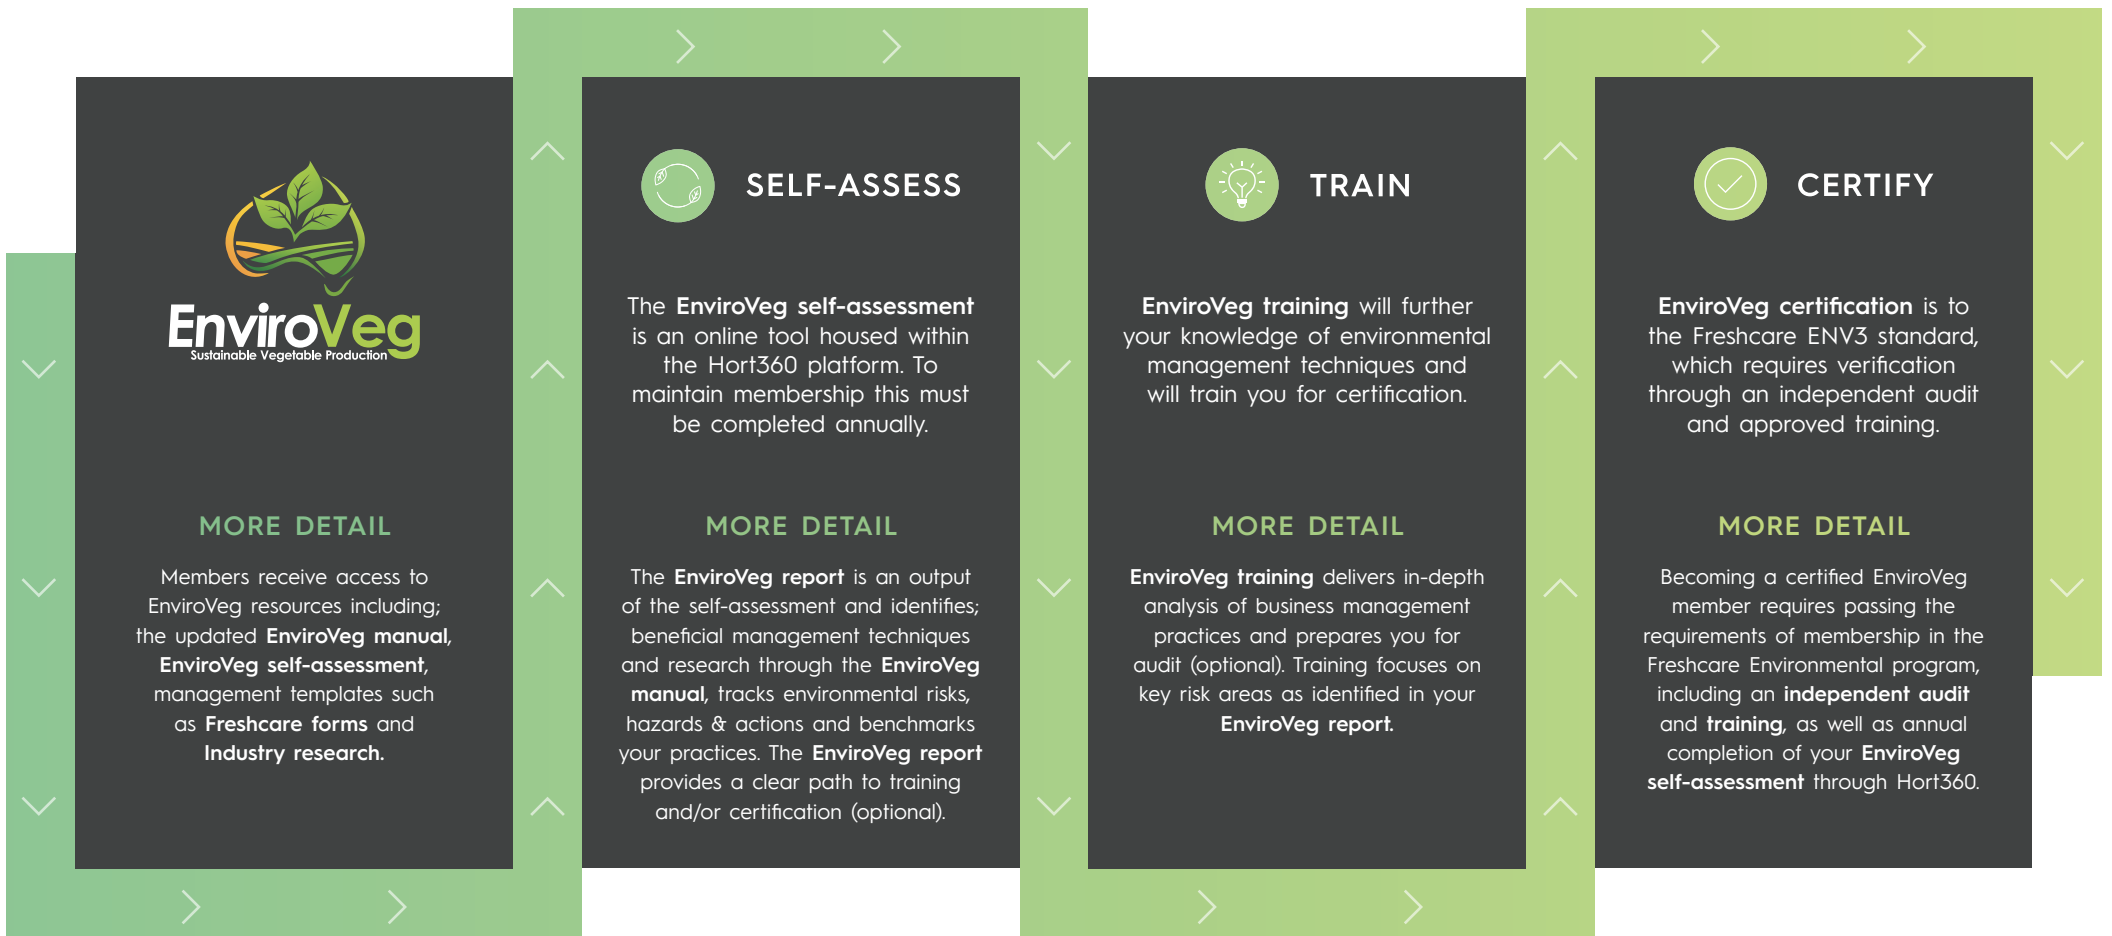 EnviroVeg
Sustainable Vegetable Production
MORE DETAIL
Members receive access to
EnviroVeg resources including;
the updated EnviroVeg manual,
EnviroVeg self-assessment,
management templates such
as Freshcare forms and
Industry research.
SELF-ASSESS
The EnviroVeg self-assessment
is an online tool housed within
the Hort360 platform. To
maintain membership this must
be completed annually.
MORE DETAIL
The EnviroVeg report is an output
of the self-assessment and identifies;
beneficial management techniques
and research through the EnviroVeg
manual, tracks environmental risks,
hazards & actions and benchmarks
your practices. The EnviroVeg report
provides a clear path to training
and/or certification (optional).
TRAIN
EnviroVeg training will further
your knowledge of environmental
management techniques and
will train you for certification.
MORE DETAIL
EnviroVeg training delivers in-depth
analysis of business management
practices and prepares you for
audit (optional). Training focuses on
key risk areas as identified in your
EnviroVeg report.
CERTIFY
EnviroVeg certification is to
the Freshcare ENV3 standard,
which requires verification
through an independent audit
and approved training.
MORE DETAIL
Becoming a certified EnviroVeg
member requires passing the
requirements of membership in the
Freshcare Environmental program,
including an independent audit
and training, as well as annual
completion of your EnviroVeg
self-assessment through Hort360.